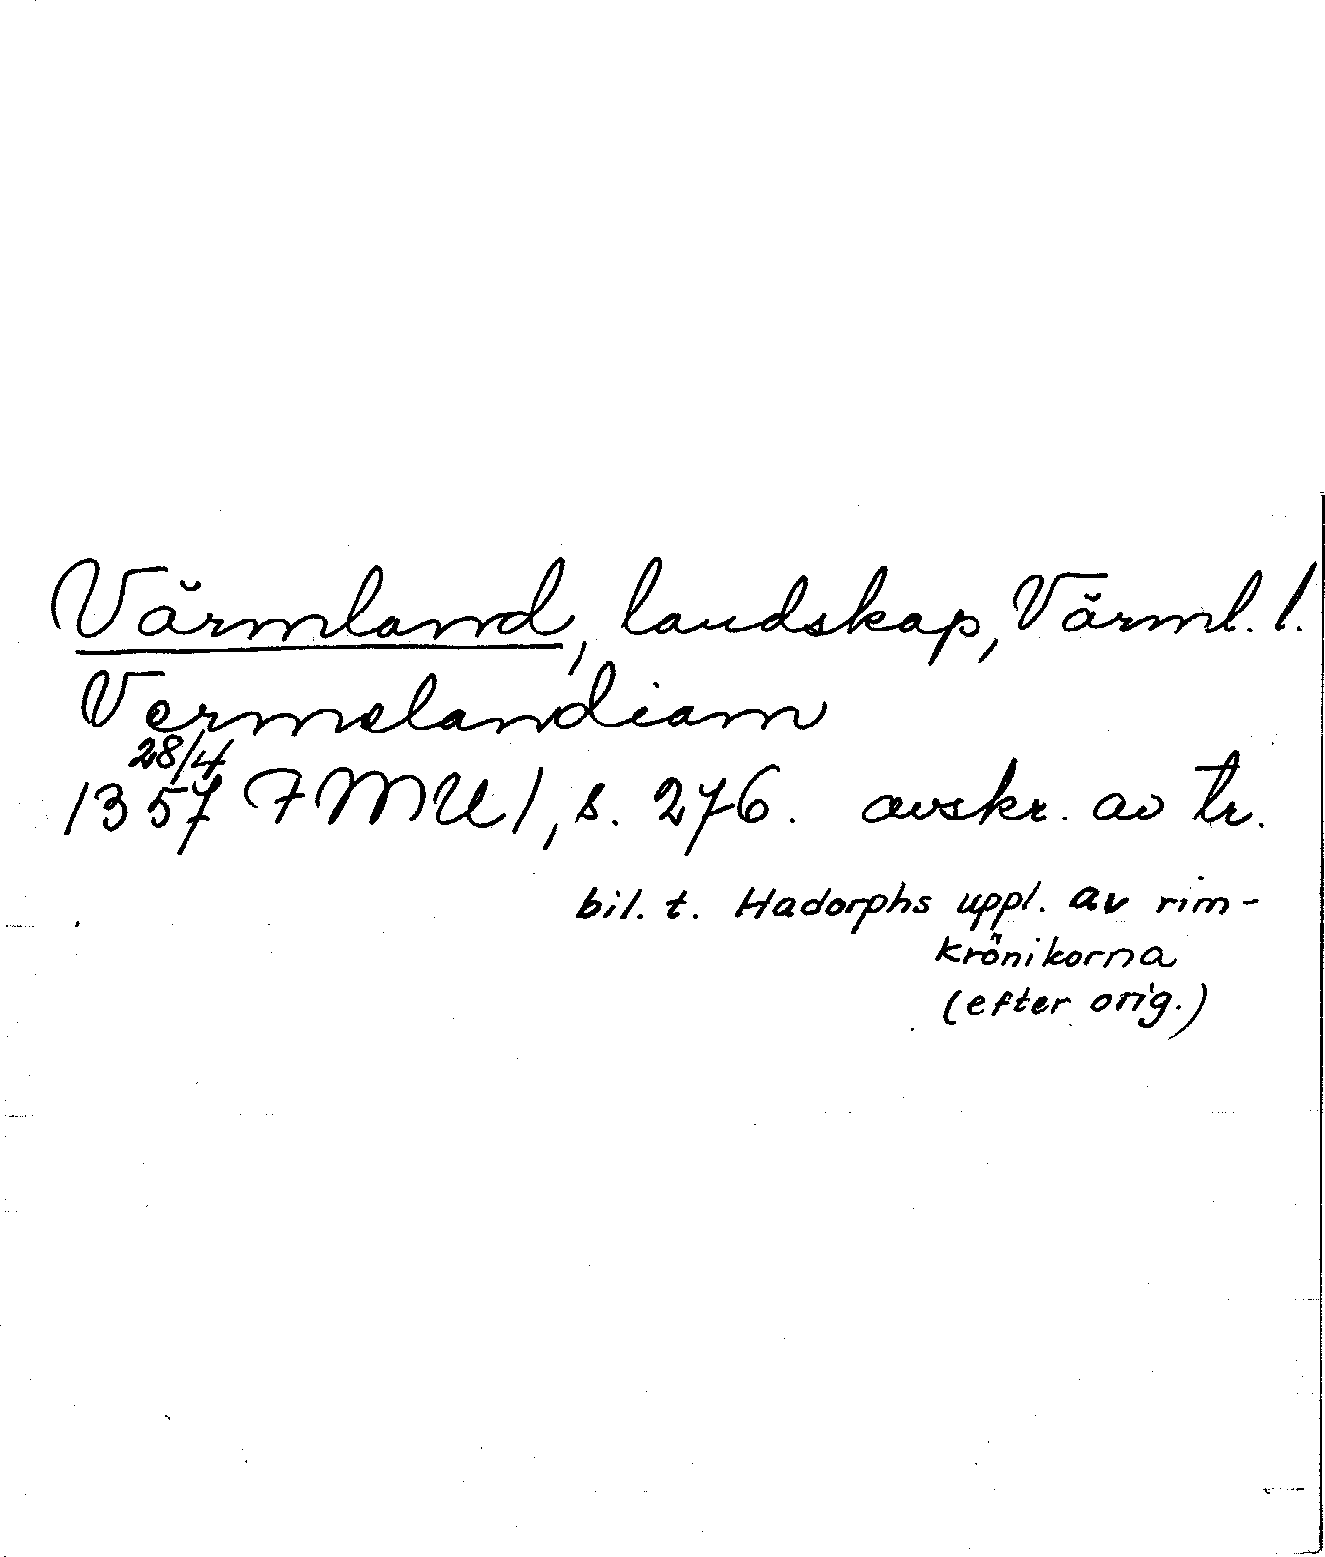 Värmland, landskap, Värml. l.
Vermelandiam
28/4
1357 FMU 1, s. 276. avskr. av tr.
bil. t. Hadorphs uppl. av rim-
krönikorna
(efter orig.)